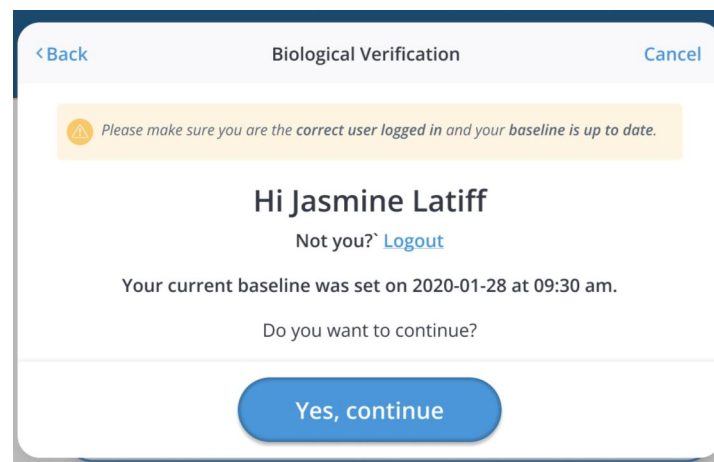 < Back Biological Verification Cancel
Please make sure you are the correct user logged in and your baseline is up to date.
Hi Jasmine Latiff
Not you?` Logout
Your current baseline was set on 2020-01-28 at 09:30 am.
Do you want to continue?
Yes, continue